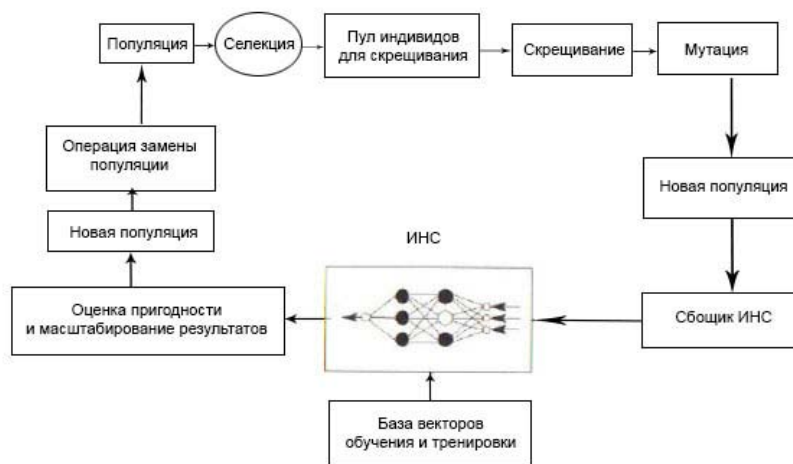 Популяция
Селекция
Пул индивидов
для скрещивания
Скрещивание
Мутация
Операция замены
популяции
Новая популяция
Новая популяция
ИНС
Оценка пригодности
и масштабирование результатов
Сбощик ИНС
База векторов
обучения и тренировки